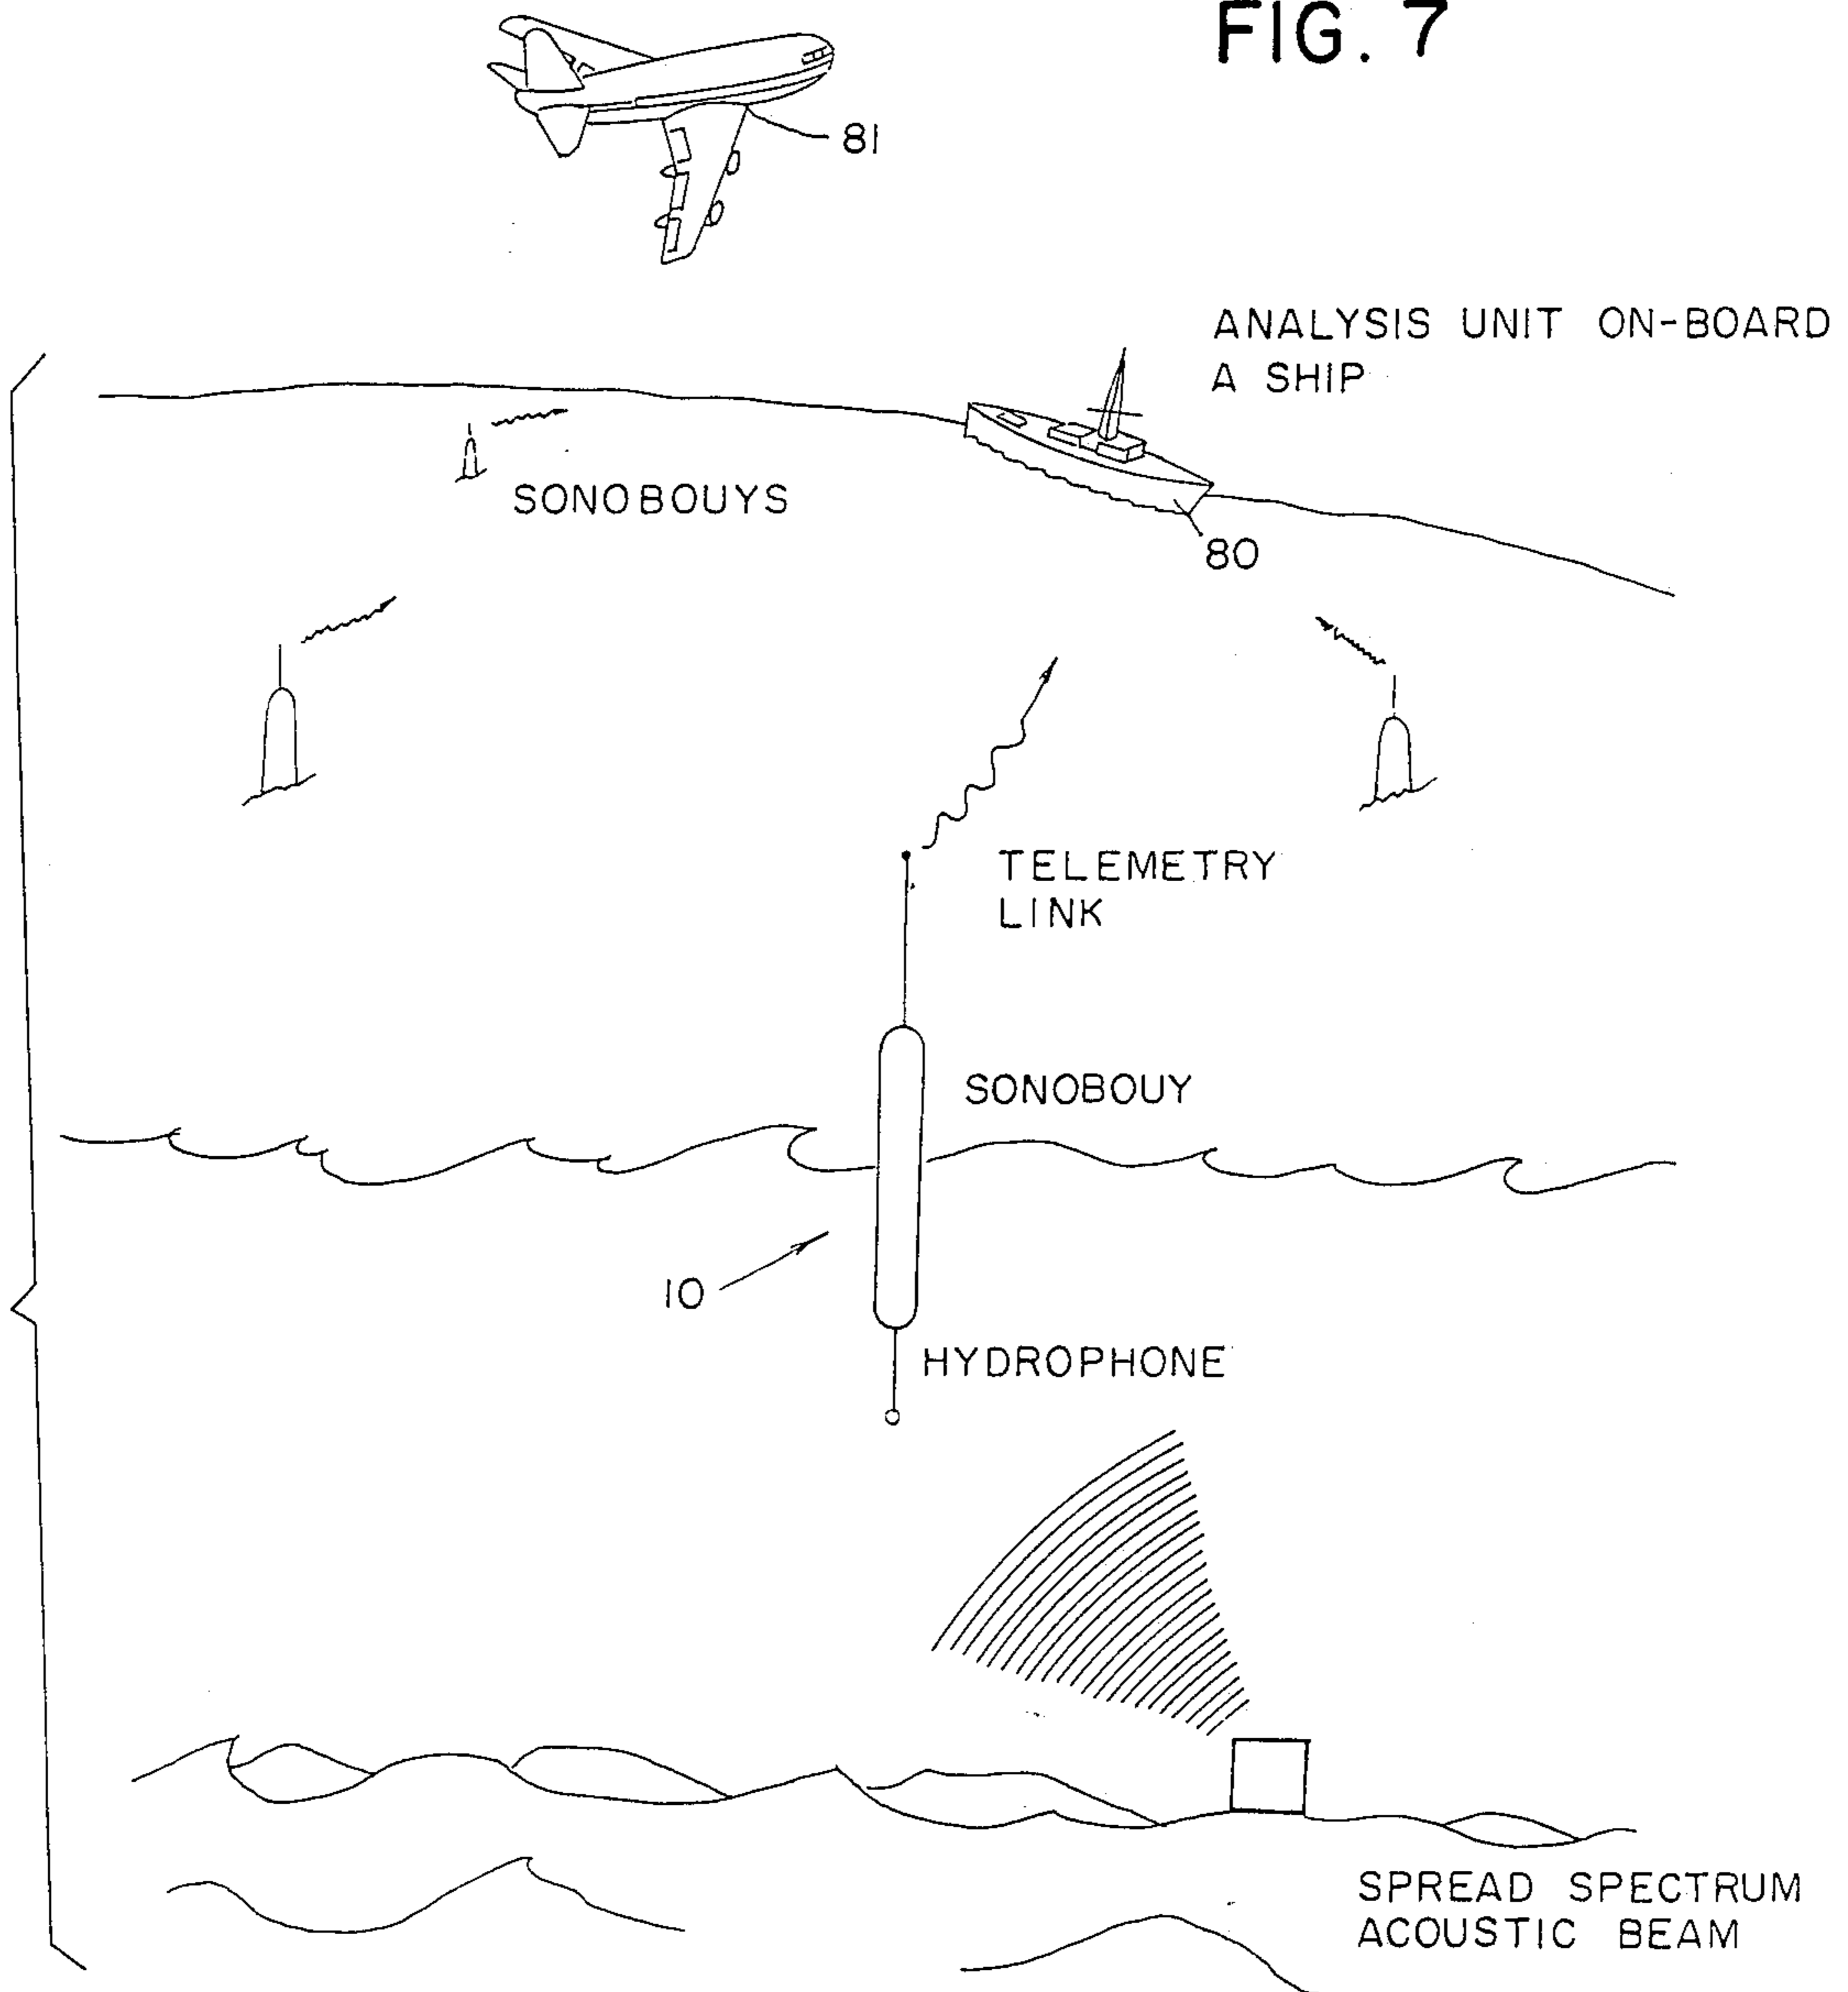 FIG. 7
81
ANALYSIS UNIT ON-BOARD
A SHIP
SONOBOUYS
80
TELEMETRY
LINK
SONOBOUY
10
HYDROPHONE
SPREAD SPECTRUM
ACOUSTIC BEAM